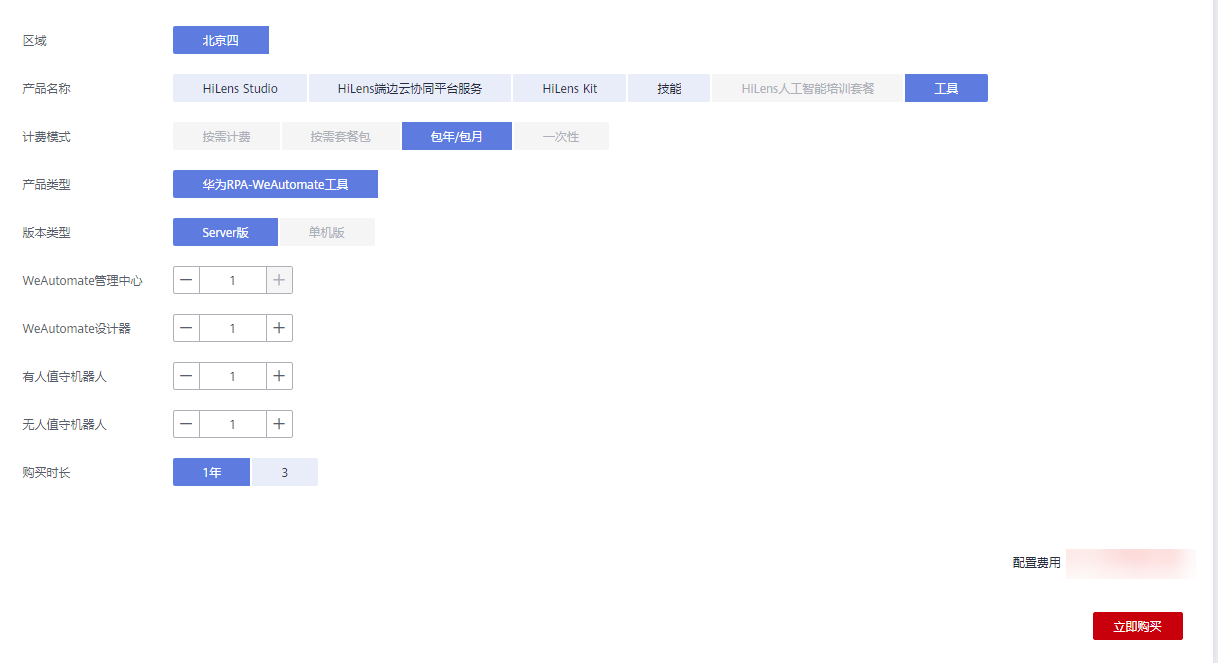 区域 北京四
产品名称 HiLens Studio HiLens端边云协同平台服务 HiLens Kit 技能 HiLens人工智能培训套餐 工具
计费模式 按需计费 按需套餐包 包年/包月 一次性
产品类型 华为RPA-WeAutomate工具
版本类型 Server版 单机版
WeAutomate管理中心 — 1 +
WeAutomate设计器 — 1 +
有人值守机器人 — 1 +
无人值守机器人 — 1 +
购买时长 1年 3
配置费用
立即购买